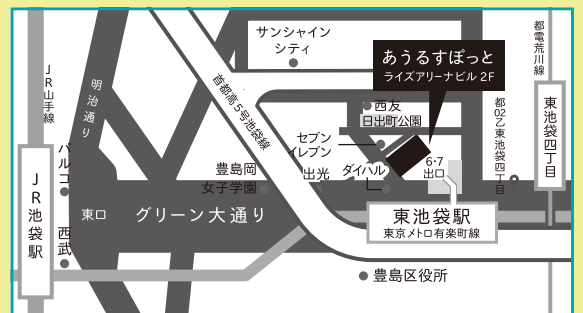 サンシャイン
シティ
あうるすぽっと
ライズアリーナビル 2F
都電荒川線
JR山手線
明治通り
首都高5号池袋線
西友
日出町公園
都02乙東池袋四丁目
東池袋四丁目
セブン
イレブン
パルコ
豊島岡
女子学園
出光
ダイハル
6・7
出口
JR池袋駅
東口
グリーン大通り
西武
東池袋駅
東京メトロ有楽町線
豊島区役所